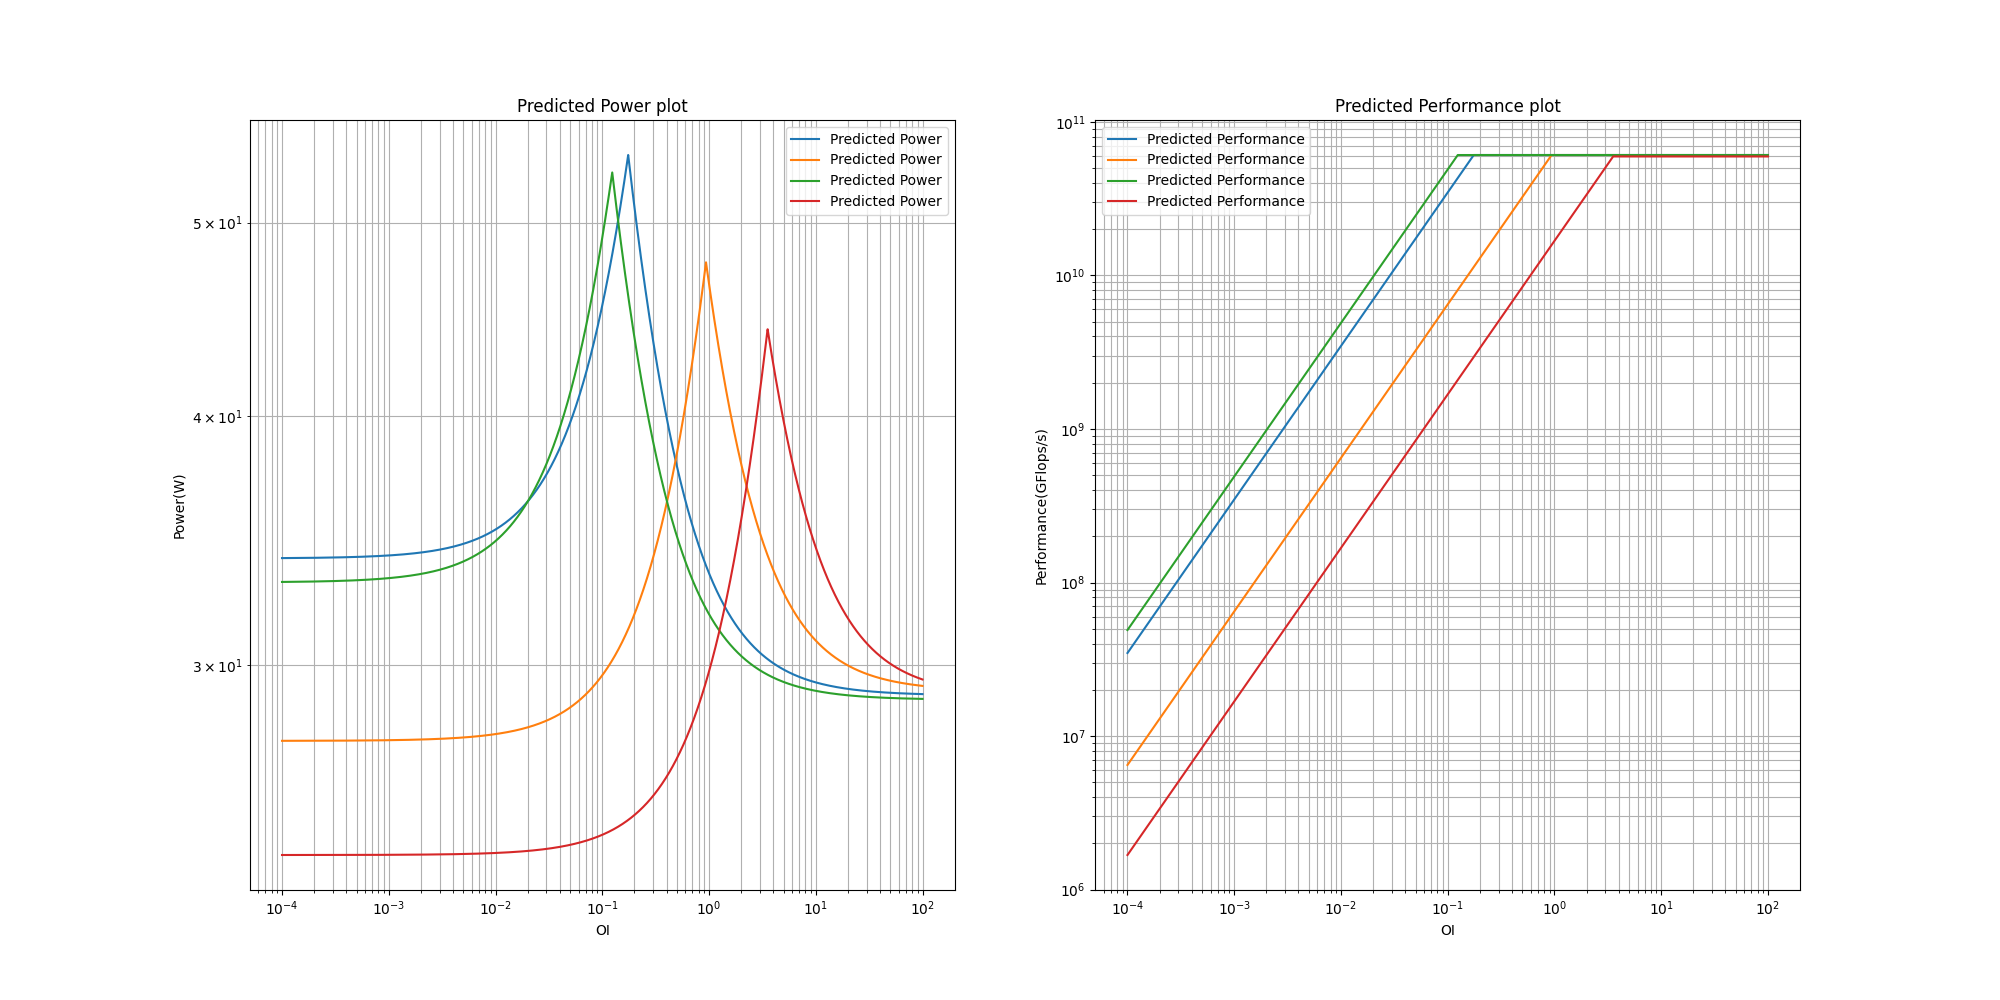 Predicted Power plot
Predicted Power
Predicted Power
Predicted Power
Predicted Power
5 × 10¹
4 × 10¹
3 × 10¹
Power(W)
10⁻⁴ 10⁻³ 10⁻² 10⁻¹ 10⁰ 10¹ 10²
OI
Predicted Performance plot
Predicted Performance
Predicted Performance
Predicted Performance
Predicted Performance
10¹¹
10¹⁰
10⁹
10⁸
10⁷
10⁶
Performance(GFlops/s)
10⁻⁴ 10⁻³ 10⁻² 10⁻¹ 10⁰ 10¹ 10²
OI